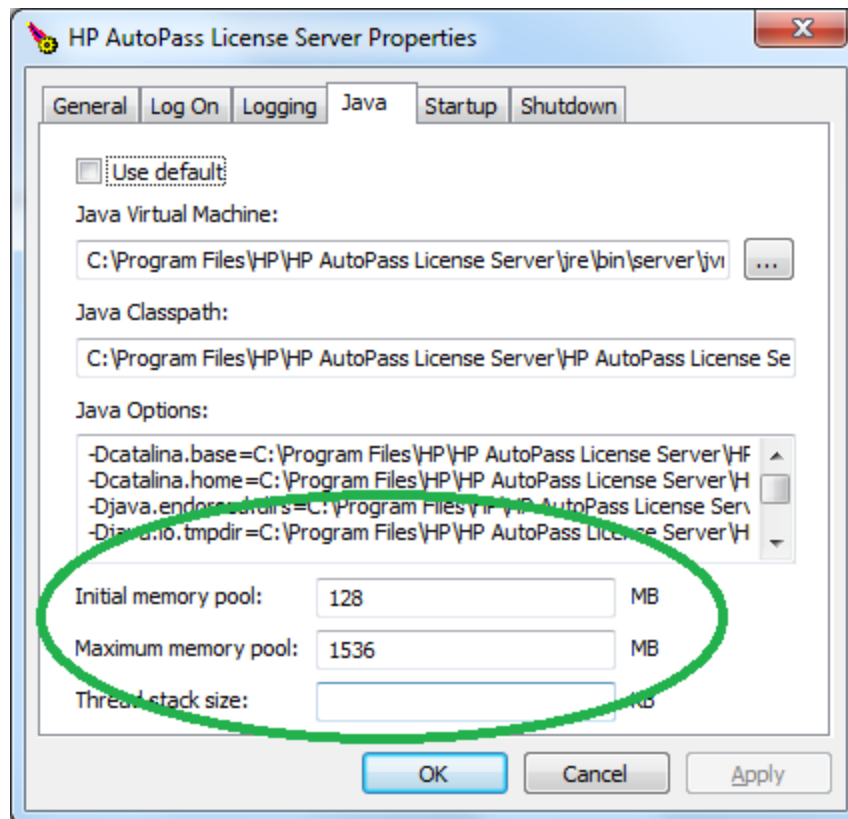 HP AutoPass License Server Properties
General Log On Logging Java Startup Shutdown
Use default
Java Virtual Machine:
C:\Program Files\HP\HP AutoPass License Server\jre\bin\server\jvı ...
Java Classpath:
C:\Program Files\HP\HP AutoPass License Server\HP AutoPass License Se
Java Options:
-Dcatalina.base=C:\Program Files\HP\HP AutoPass License Server\HF
-Dcatalina.home=C:\Program Files\HP\HP AutoPass License Server\H
-Djava.endorsed.dirs=C:\Program Files\HP\HP AutoPass License Serv
-Djava.io.tmpdir=C:\Program Files\HP\HP AutoPass License Server\H
Initial memory pool: 128 MB
Maximum memory pool: 1536 MB
Thread stack size: KB
OK Cancel Apply